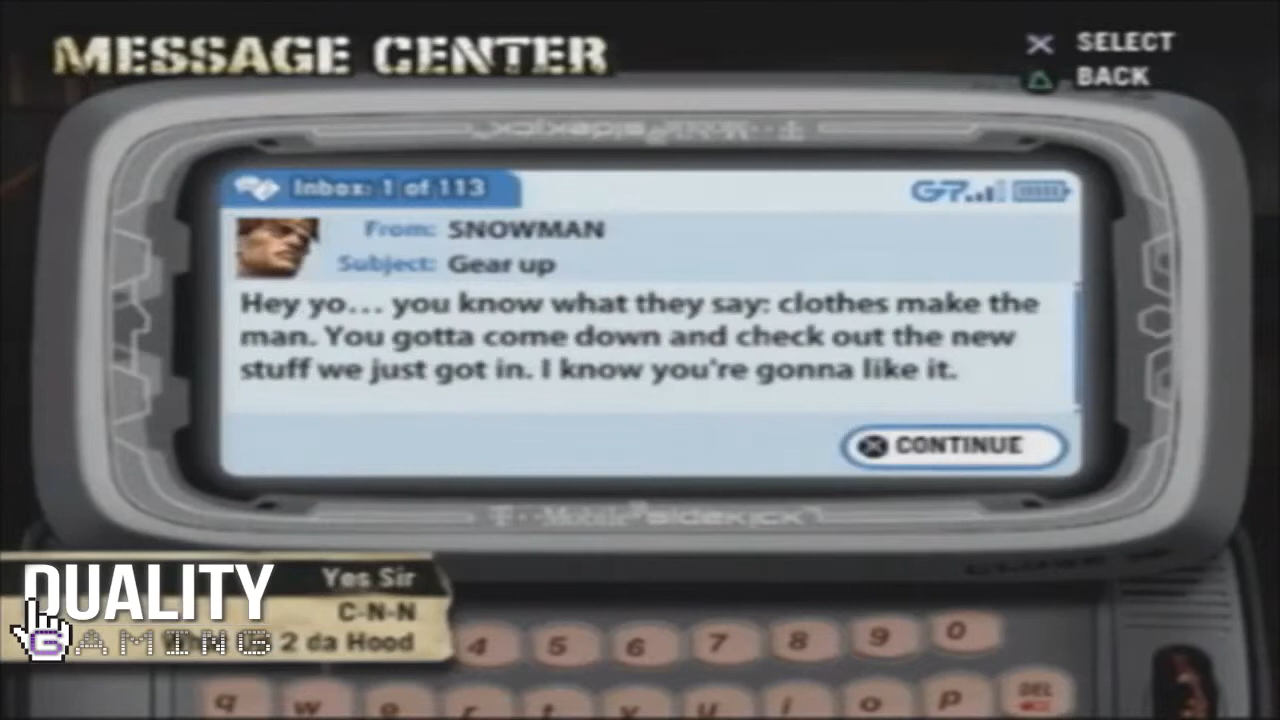 MESSAGE CENTER
SELECT
BACK
Inbox: 1 of 113
G7
From: SNOWMAN
Subject: Gear up
Hey yo... you know what they say: clothes make the
man. You gotta come down and check out the new
stuff we just got in. I know you're gonna like it.
CONTINUE
T-Mobile sidekick
DUALITY
GAMING
Yes Sir
C-N-N
2 da Hood
4 5 6 7 8 9 0
q w e r t y u i o p DEL